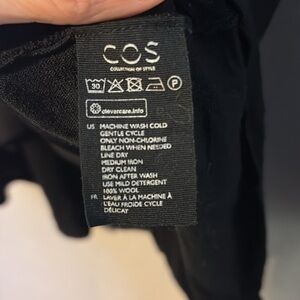 COS
COLLECTION OF STYLE
30 P
clevercare.info
US MACHINE WASH COLD
GENTLE CYCLE
ONLY NON-CHLORINE
BLEACH WHEN NEEDED
LINE DRY
MEDIUM IRON
DRY CLEAN
IRON AFTER WASH
USE MILD DETERGENT
100% WOOL
FR LAVER À LA MACHINE À
L'EAU FROIDE CYCLE
DÉLICAT